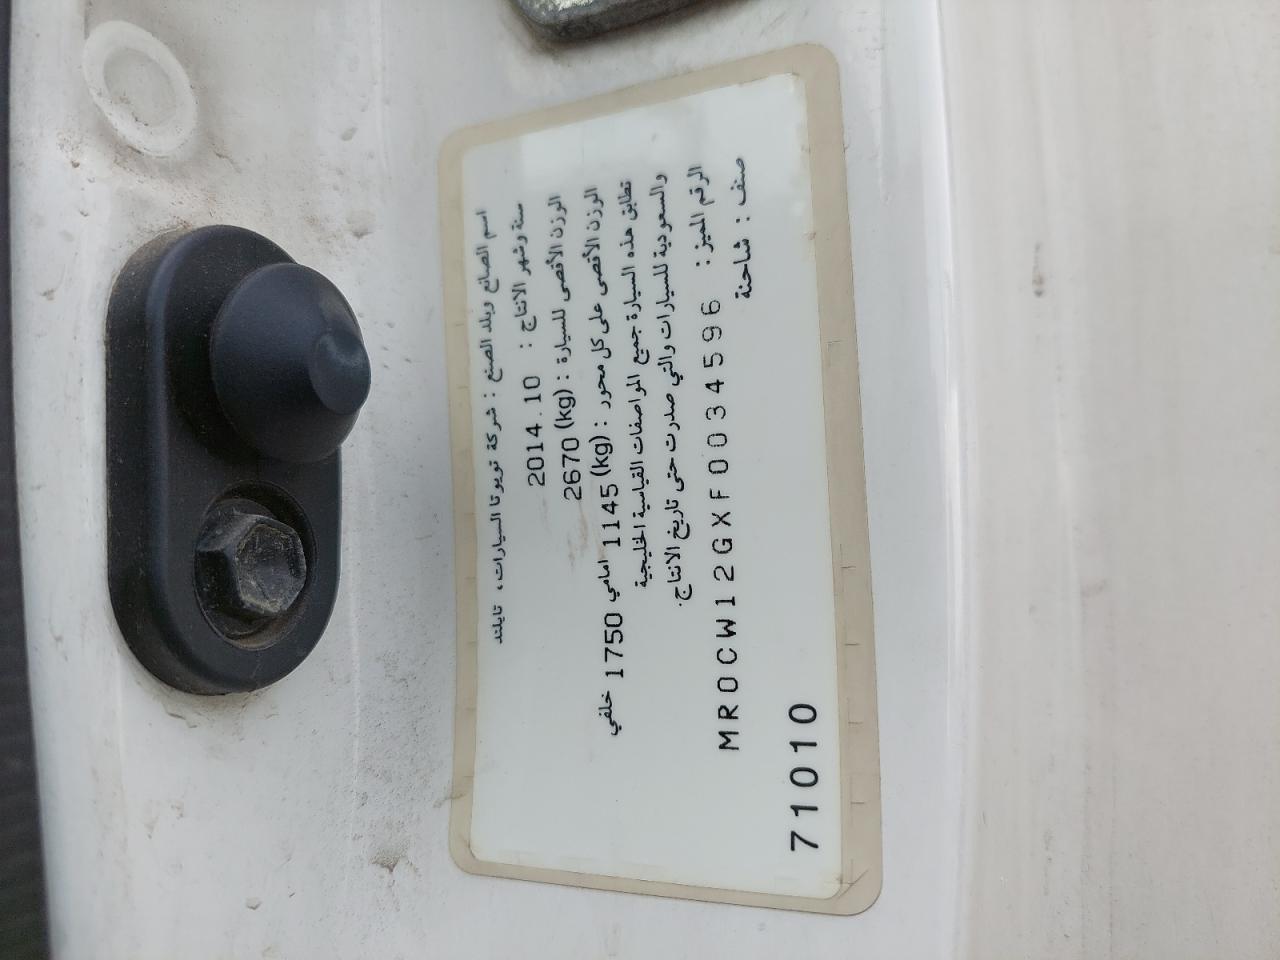 اسم الصانع وبلد الصنع : شركة تويوتا السيارات، تايلند
سنة وشهر الانتاج : 2014.10
الوزن الأقصى للسيارة : (kg) 2670
الوزن الأقصى على كل محور : (kg) 1145 امامي 1750 خلفي
تطابق هذه السيارة جميع المواصفات القياسية الخليجية
والسعودية للسيارات والتي صدرت حتى تاريخ الانتاج.
الرقم المميز : MR0CW12GXF0034596
صنف : شاحنة
71010